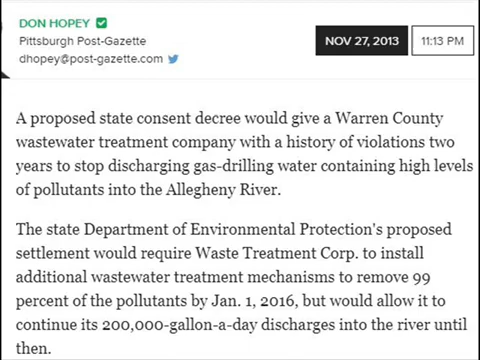 DON HOPEY
Pittsburgh Post-Gazette
dhopey@post-gazette.com
NOV 27, 2013
11:13 PM
A proposed state consent decree would give a Warren County
wastewater treatment company with a history of violations two
years to stop discharging gas-drilling water containing high levels
of pollutants into the Allegheny River.
The state Department of Environmental Protection's proposed
settlement would require Waste Treatment Corp. to install
additional wastewater treatment mechanisms to remove 99
percent of the pollutants by Jan. 1, 2016, but would allow it to
continue its 200,000-gallon-a-day discharges into the river until
then.